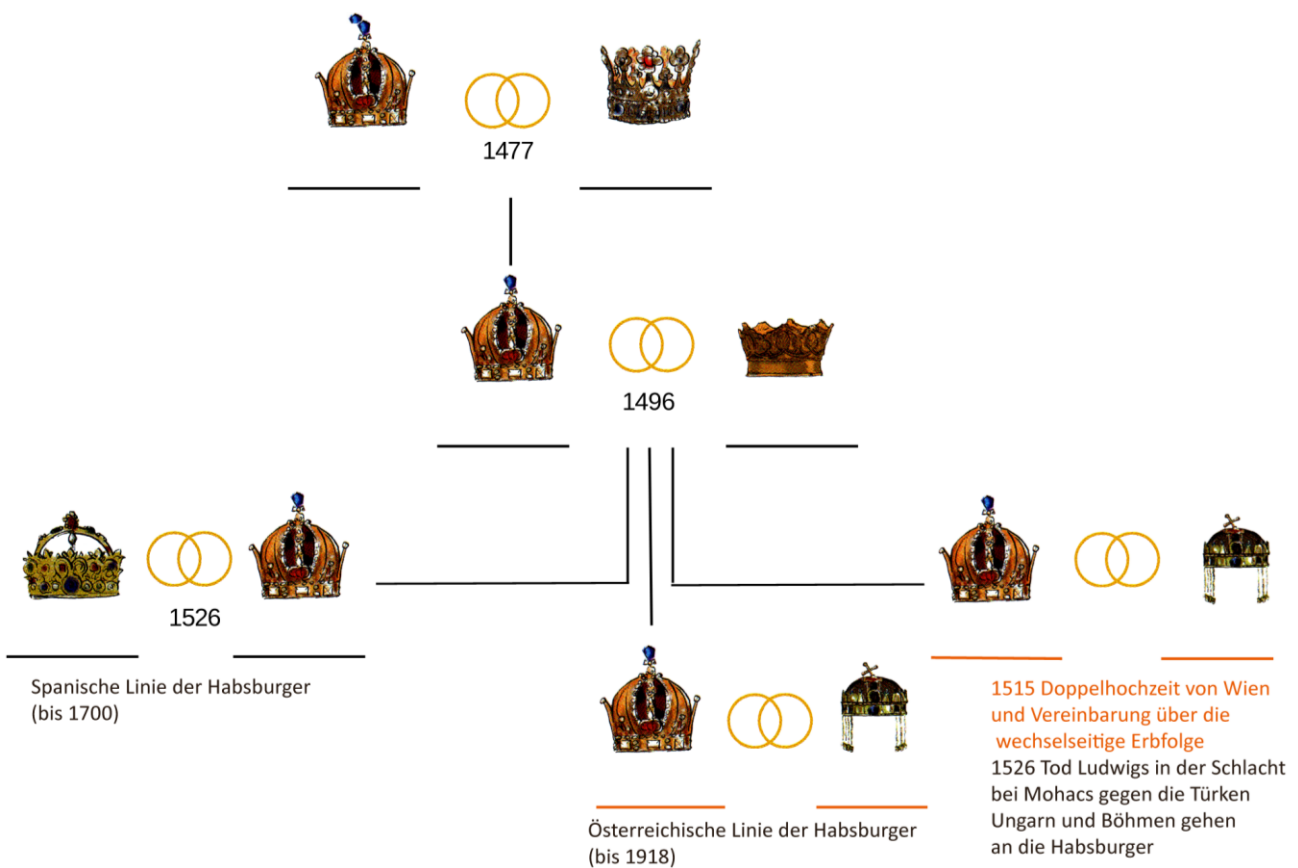 1477
1496
1526
Spanische Linie der Habsburger
(bis 1700)
Österreichische Linie der Habsburger
(bis 1918)
1515 Doppelhochzeit von Wien
und Vereinbarung über die
wechselseitige Erbfolge
1526 Tod Ludwigs in der Schlacht
bei Mohacs gegen die Türken
Ungarn und Böhmen gehen
an die Habsburger